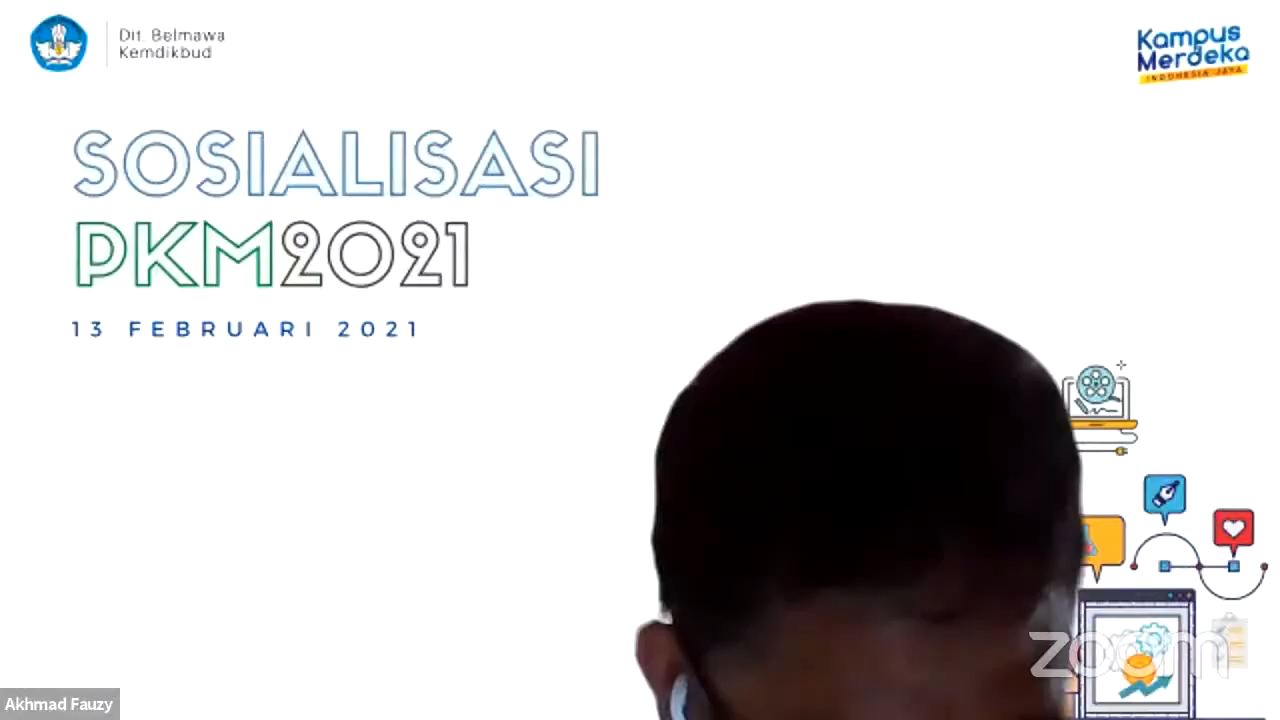 Dit. Belmawa
Kemdikbud
Kampus
Merdeka
INDONESIA JAYA
SOSIALISASI
PKM2021
13 FEBRUARI 2021
zoom
Akhmad Fauzy